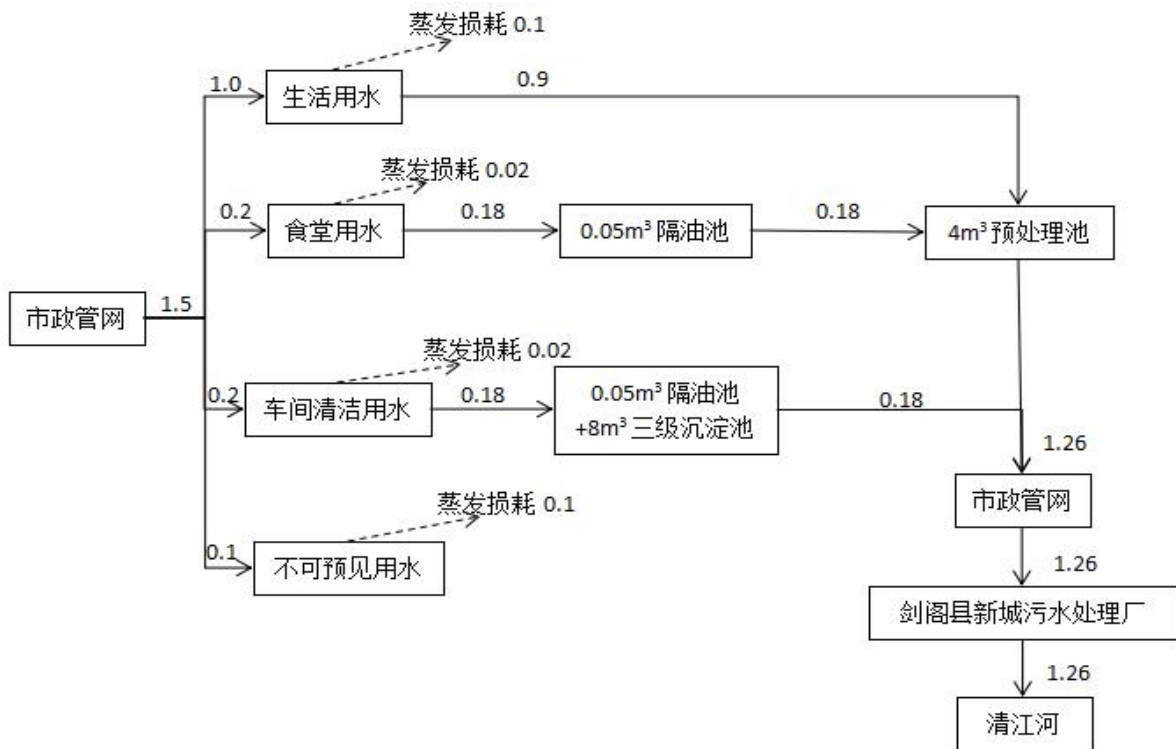 蒸发损耗 0.1
1.0
生活用水
0.9
蒸发损耗 0.02
0.2
食堂用水
0.18
0.05m³ 隔油池
0.18
4m³ 预处理池
市政管网
1.5
蒸发损耗 0.02
0.2
车间清洁用水
0.18
0.05m³ 隔油池
+8m³ 三级沉淀池
0.18
1.26
市政管网
蒸发损耗 0.1
0.1
不可预见用水
1.26
剑阁县新城污水处理厂
1.26
清江河